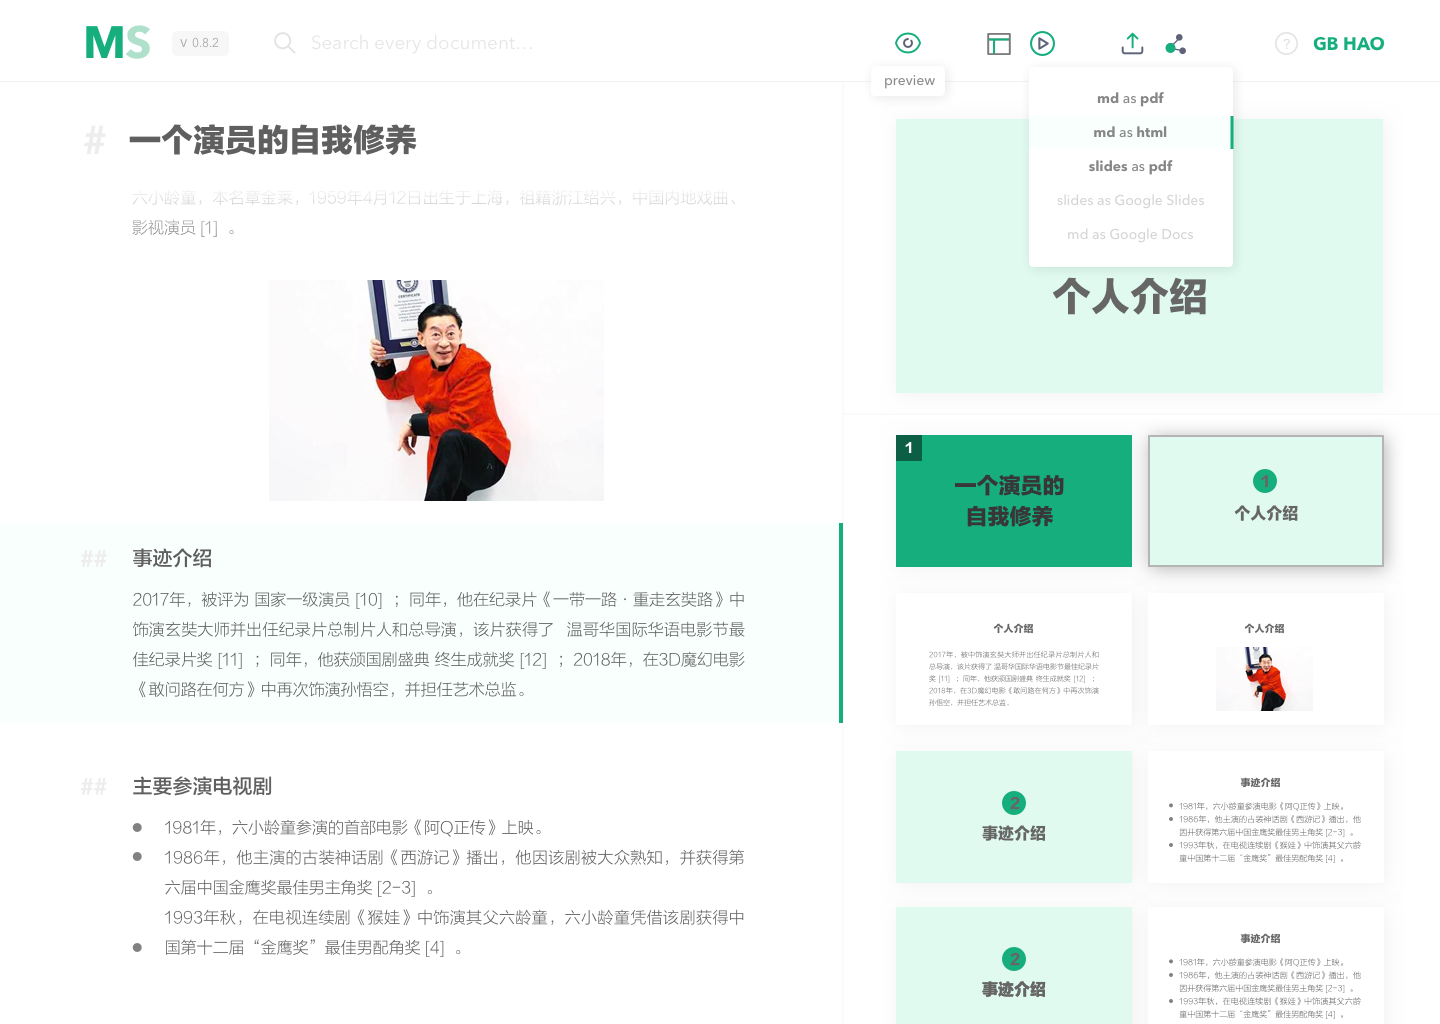 MS
V 0.8.2
Search every document...
GB HAO
preview
md as pdf
md as html
slides as pdf
slides as Google Slides
md as Google Docs
# 一个演员的自我修养
六小龄童，本名章金莱，1959年4月12日出生于上海，祖籍浙江绍兴，中国内地戏曲、
影视演员 [1] 。
## 事迹介绍
2017年，被评为 国家一级演员 [10] ；同年，他在纪录片《一带一路 · 重走玄奘路》中
饰演玄奘大师并出任纪录片总制片人和总导演，该片获得了 温哥华国际华语电影节最
佳纪录片奖 [11] ；同年，他获颁国剧盛典 终生成就奖 [12] ；2018年，在3D魔幻电影
《敢问路在何方》中再次饰演孙悟空，并担任艺术总监。
## 主要参演电视剧
● 1981年，六小龄童参演的首部电影《阿Q正传》上映。
● 1986年，他主演的古装神话剧《西游记》播出，他因该剧被大众熟知，并获得第
六届中国金鹰奖最佳男主角奖 [2-3] 。
1993年秋，在电视连续剧《猴娃》中饰演其父六龄童，六小龄童凭借该剧获得中
● 国第十二届“金鹰奖”最佳男配角奖 [4] 。
个人介绍
1
一个演员的
自我修养
1
个人介绍
个人介绍
2017年，被中饰演玄奘大师并出任纪录片总制片人和
总导演，该片获得了 温哥华国际华语电影节最佳纪录片
奖 [11] ；同年，他获颁国剧盛典 终生成就奖 [12] ；
2018年，在3D魔幻电影《敢问路在何方》中再次饰演
孙悟空，并担任艺术总监。
个人介绍
2
事迹介绍
事迹介绍
● 1981年，六小龄童参演电影《阿Q正传》上映。
● 1986年，他主演的古装神话剧《西游记》播出，他
因并获得第六届中国金鹰奖最佳男主角奖 [2-3] 。
● 1993年秋，在电视连续剧《猴娃》中饰演其父六龄
童中国第十二届“金鹰奖”最佳男配角奖 [4] 。
2
事迹介绍
事迹介绍
● 1981年，六小龄童参演电影《阿Q正传》上映。
● 1986年，他主演的古装神话剧《西游记》播出，他
因并获得第六届中国金鹰奖最佳男主角奖 [2-3] 。
● 1993年秋，在电视连续剧《猴娃》中饰演其父六龄
童中国第十二届“金鹰奖”最佳男配角奖 [4] 。